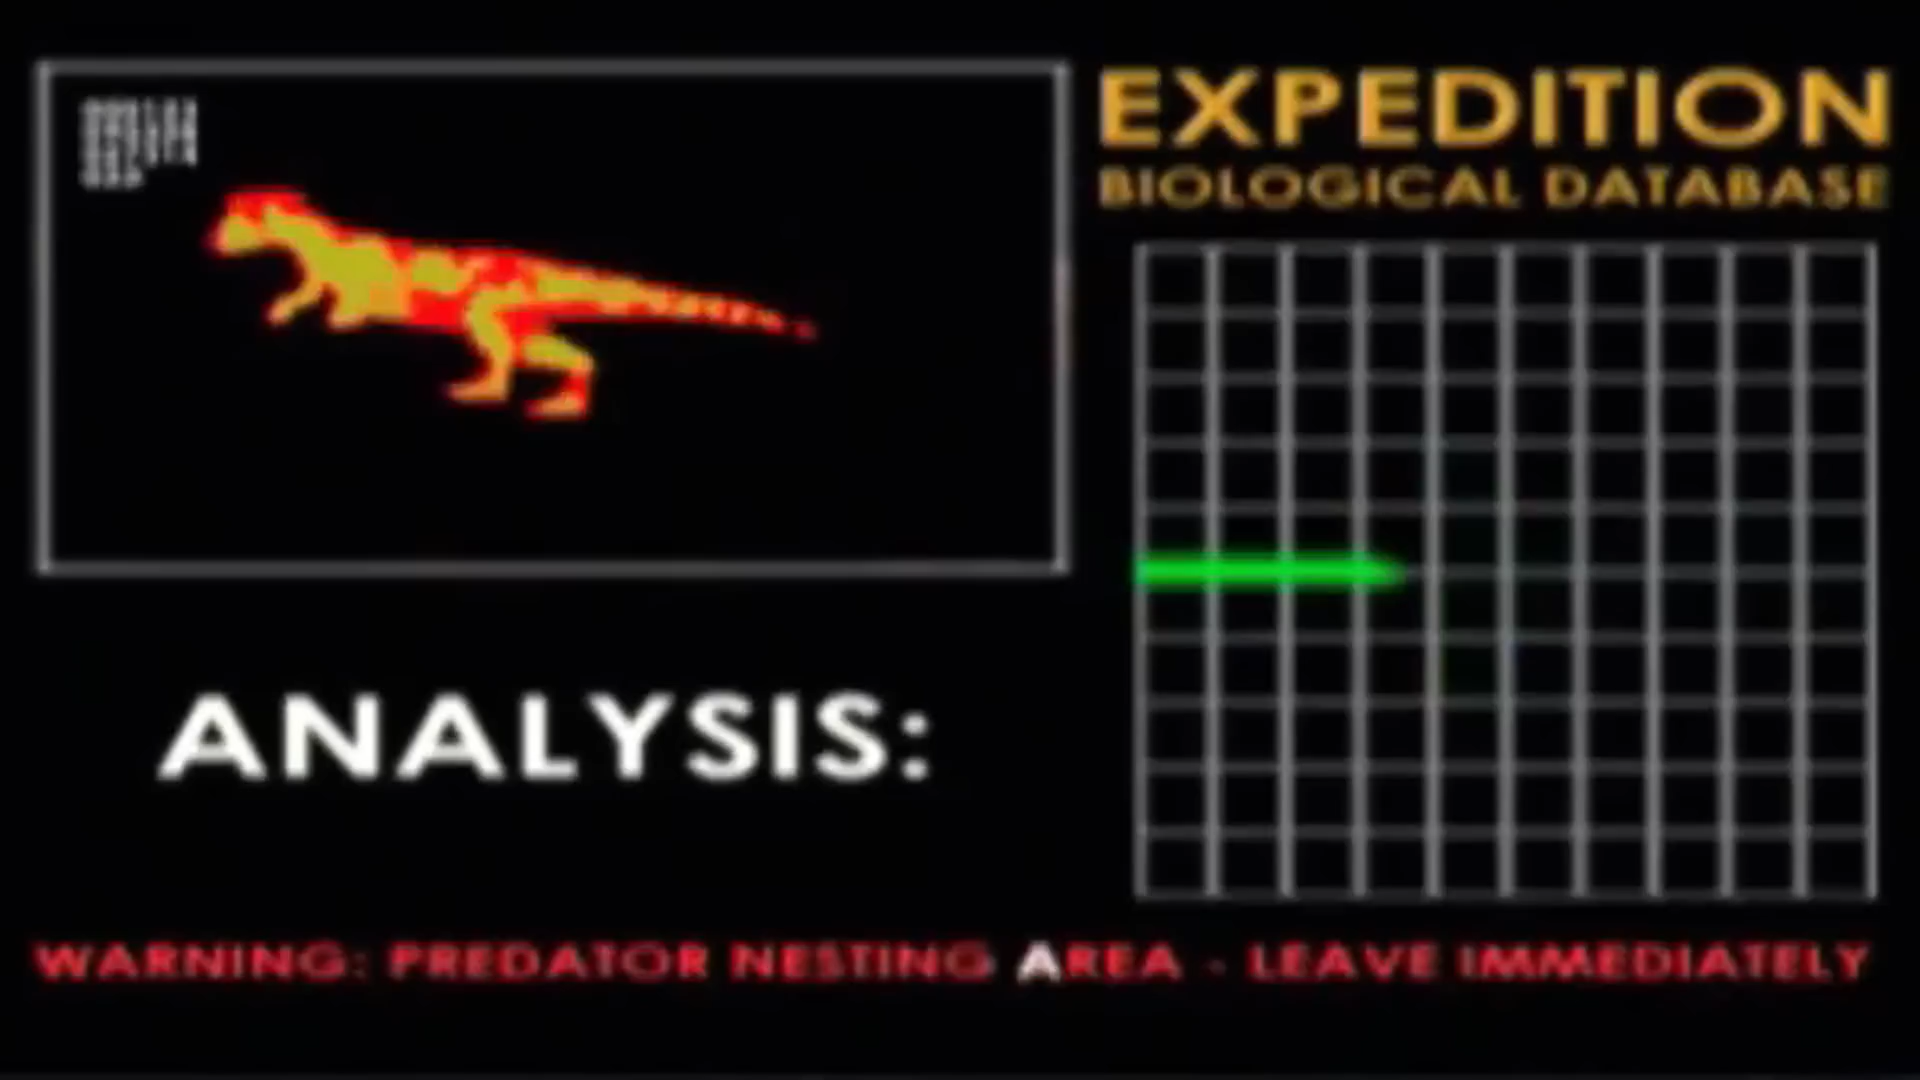 EXPEDITION
BIOLOGICAL DATABASE
ANALYSIS:
WARNING: PREDATOR NESTING AREA - LEAVE IMMEDIATELY